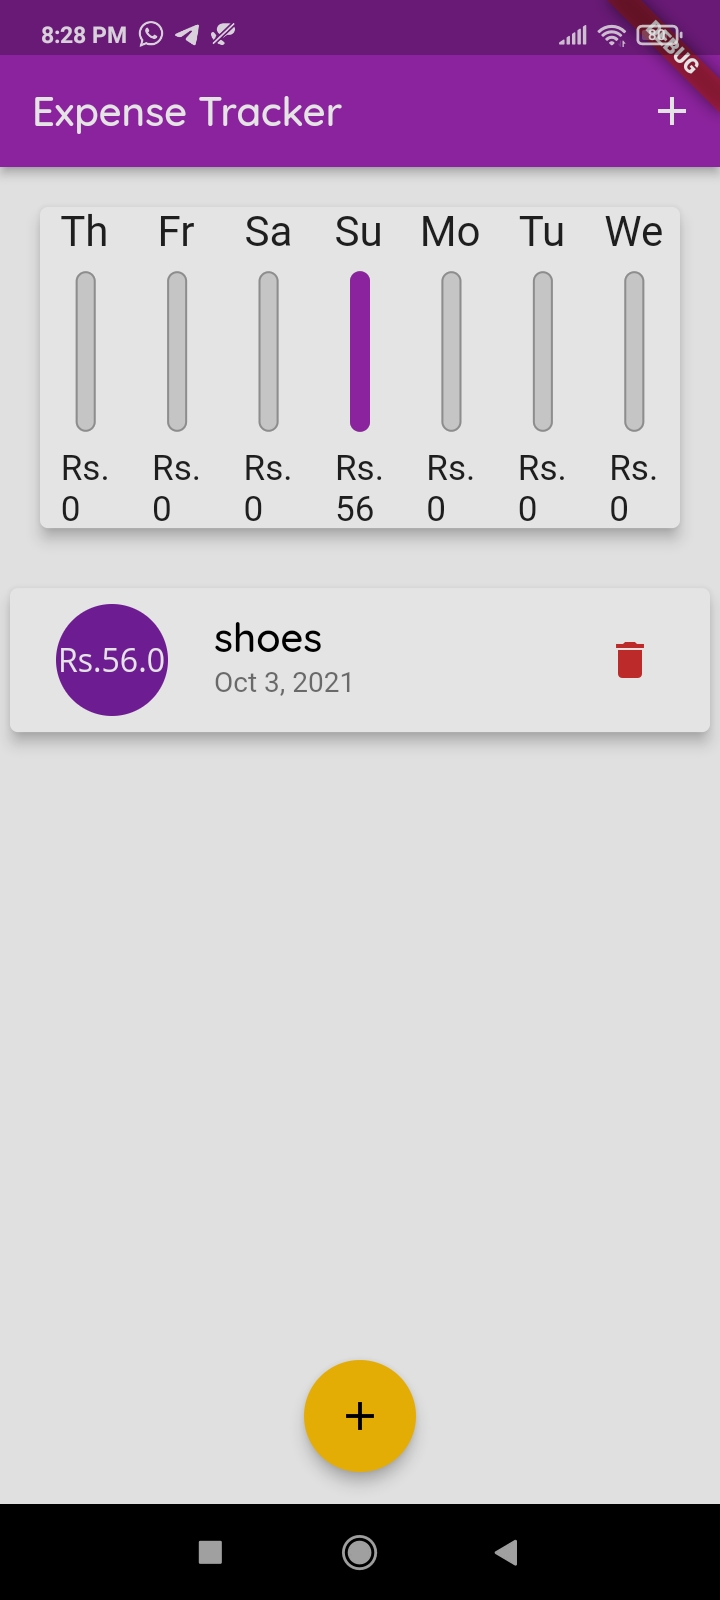 8:28 PM
DEBUG
Expense Tracker
Th Fr Sa Su Mo Tu We
Rs. Rs. Rs. Rs. Rs. Rs. Rs.
0 0 0 56 0 0 0
Rs.56.0
shoes
Oct 3, 2021